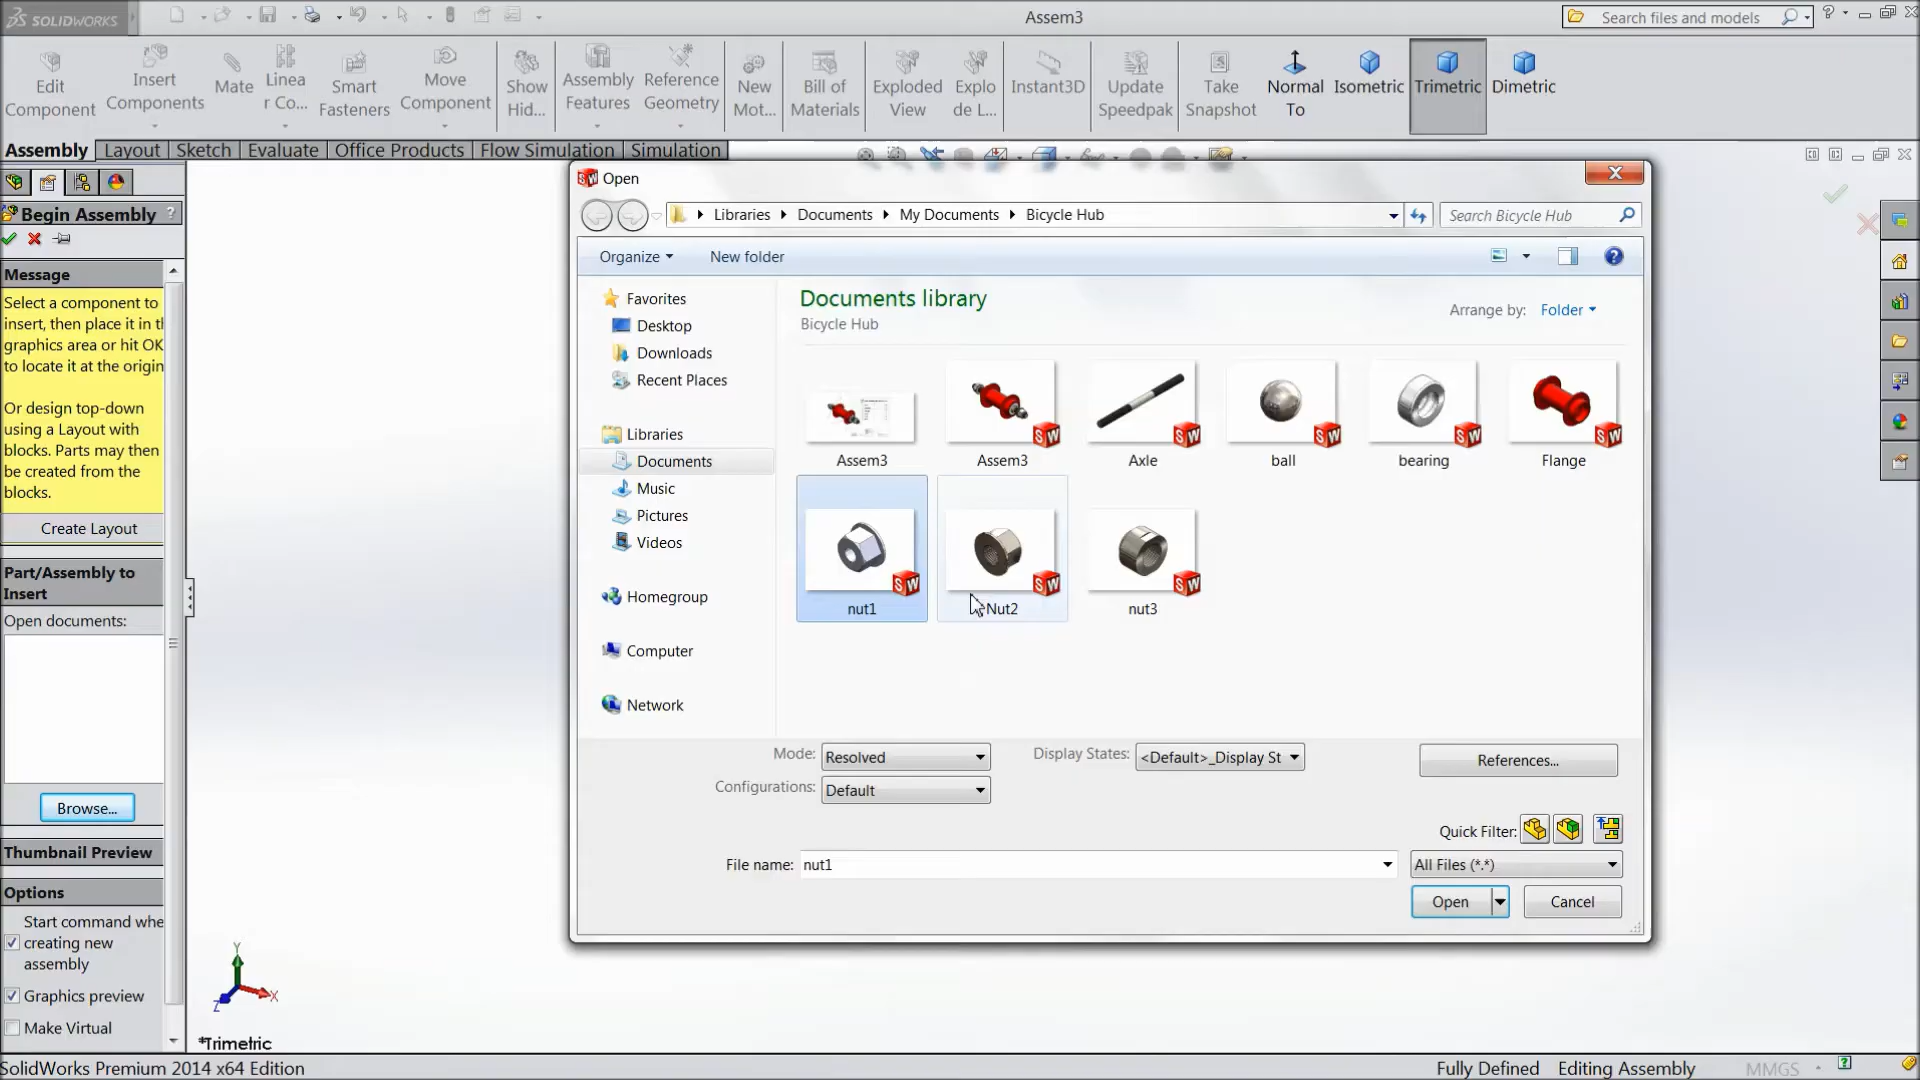 SOLIDWORKS
Assem3
Search files and models
Edit
Component
Insert
Components
Mate
Linea
r Co...
Smart
Fasteners
Move
Component
Show
Hid...
Assembly
Features
Reference
Geometry
New
Mot...
Bill of
Materials
Exploded
View
Explo
de L...
Instant3D
Update
Speedpak
Take
Snapshot
Normal
To
Isometric
Trimetric
Dimetric
Assembly
Layout
Sketch
Evaluate
Office Products
Flow Simulation
Simulation
Begin Assembly
?
Message
Select a component to
insert, then place it in th
graphics area or hit OK
to locate it at the origin
Or design top-down
using a Layout with
blocks. Parts may then
be created from the
blocks.
Create Layout
Part/Assembly to
Insert
Open documents:
Browse...
Thumbnail Preview
Options
Start command whe
creating new
assembly
Graphics preview
Make Virtual
Open
Libraries
Documents
My Documents
Bicycle Hub
Search Bicycle Hub
Organize
New folder
Favorites
Desktop
Downloads
Recent Places
Libraries
Documents
Music
Pictures
Videos
Homegroup
Computer
Network
Documents library
Bicycle Hub
Arrange by:
Folder
Assem3
Assem3
Axle
ball
bearing
Flange
nut1
Nut2
nut3
Mode:
Resolved
Display States:
<Default>_Display St
References...
Configurations:
Default
Quick Filter:
File name:
nut1
All Files (*.*)
Open
Cancel
Y
X
Z
*Trimetric
SolidWorks Premium 2014 x64 Edition
Fully Defined
Editing Assembly
MMGS